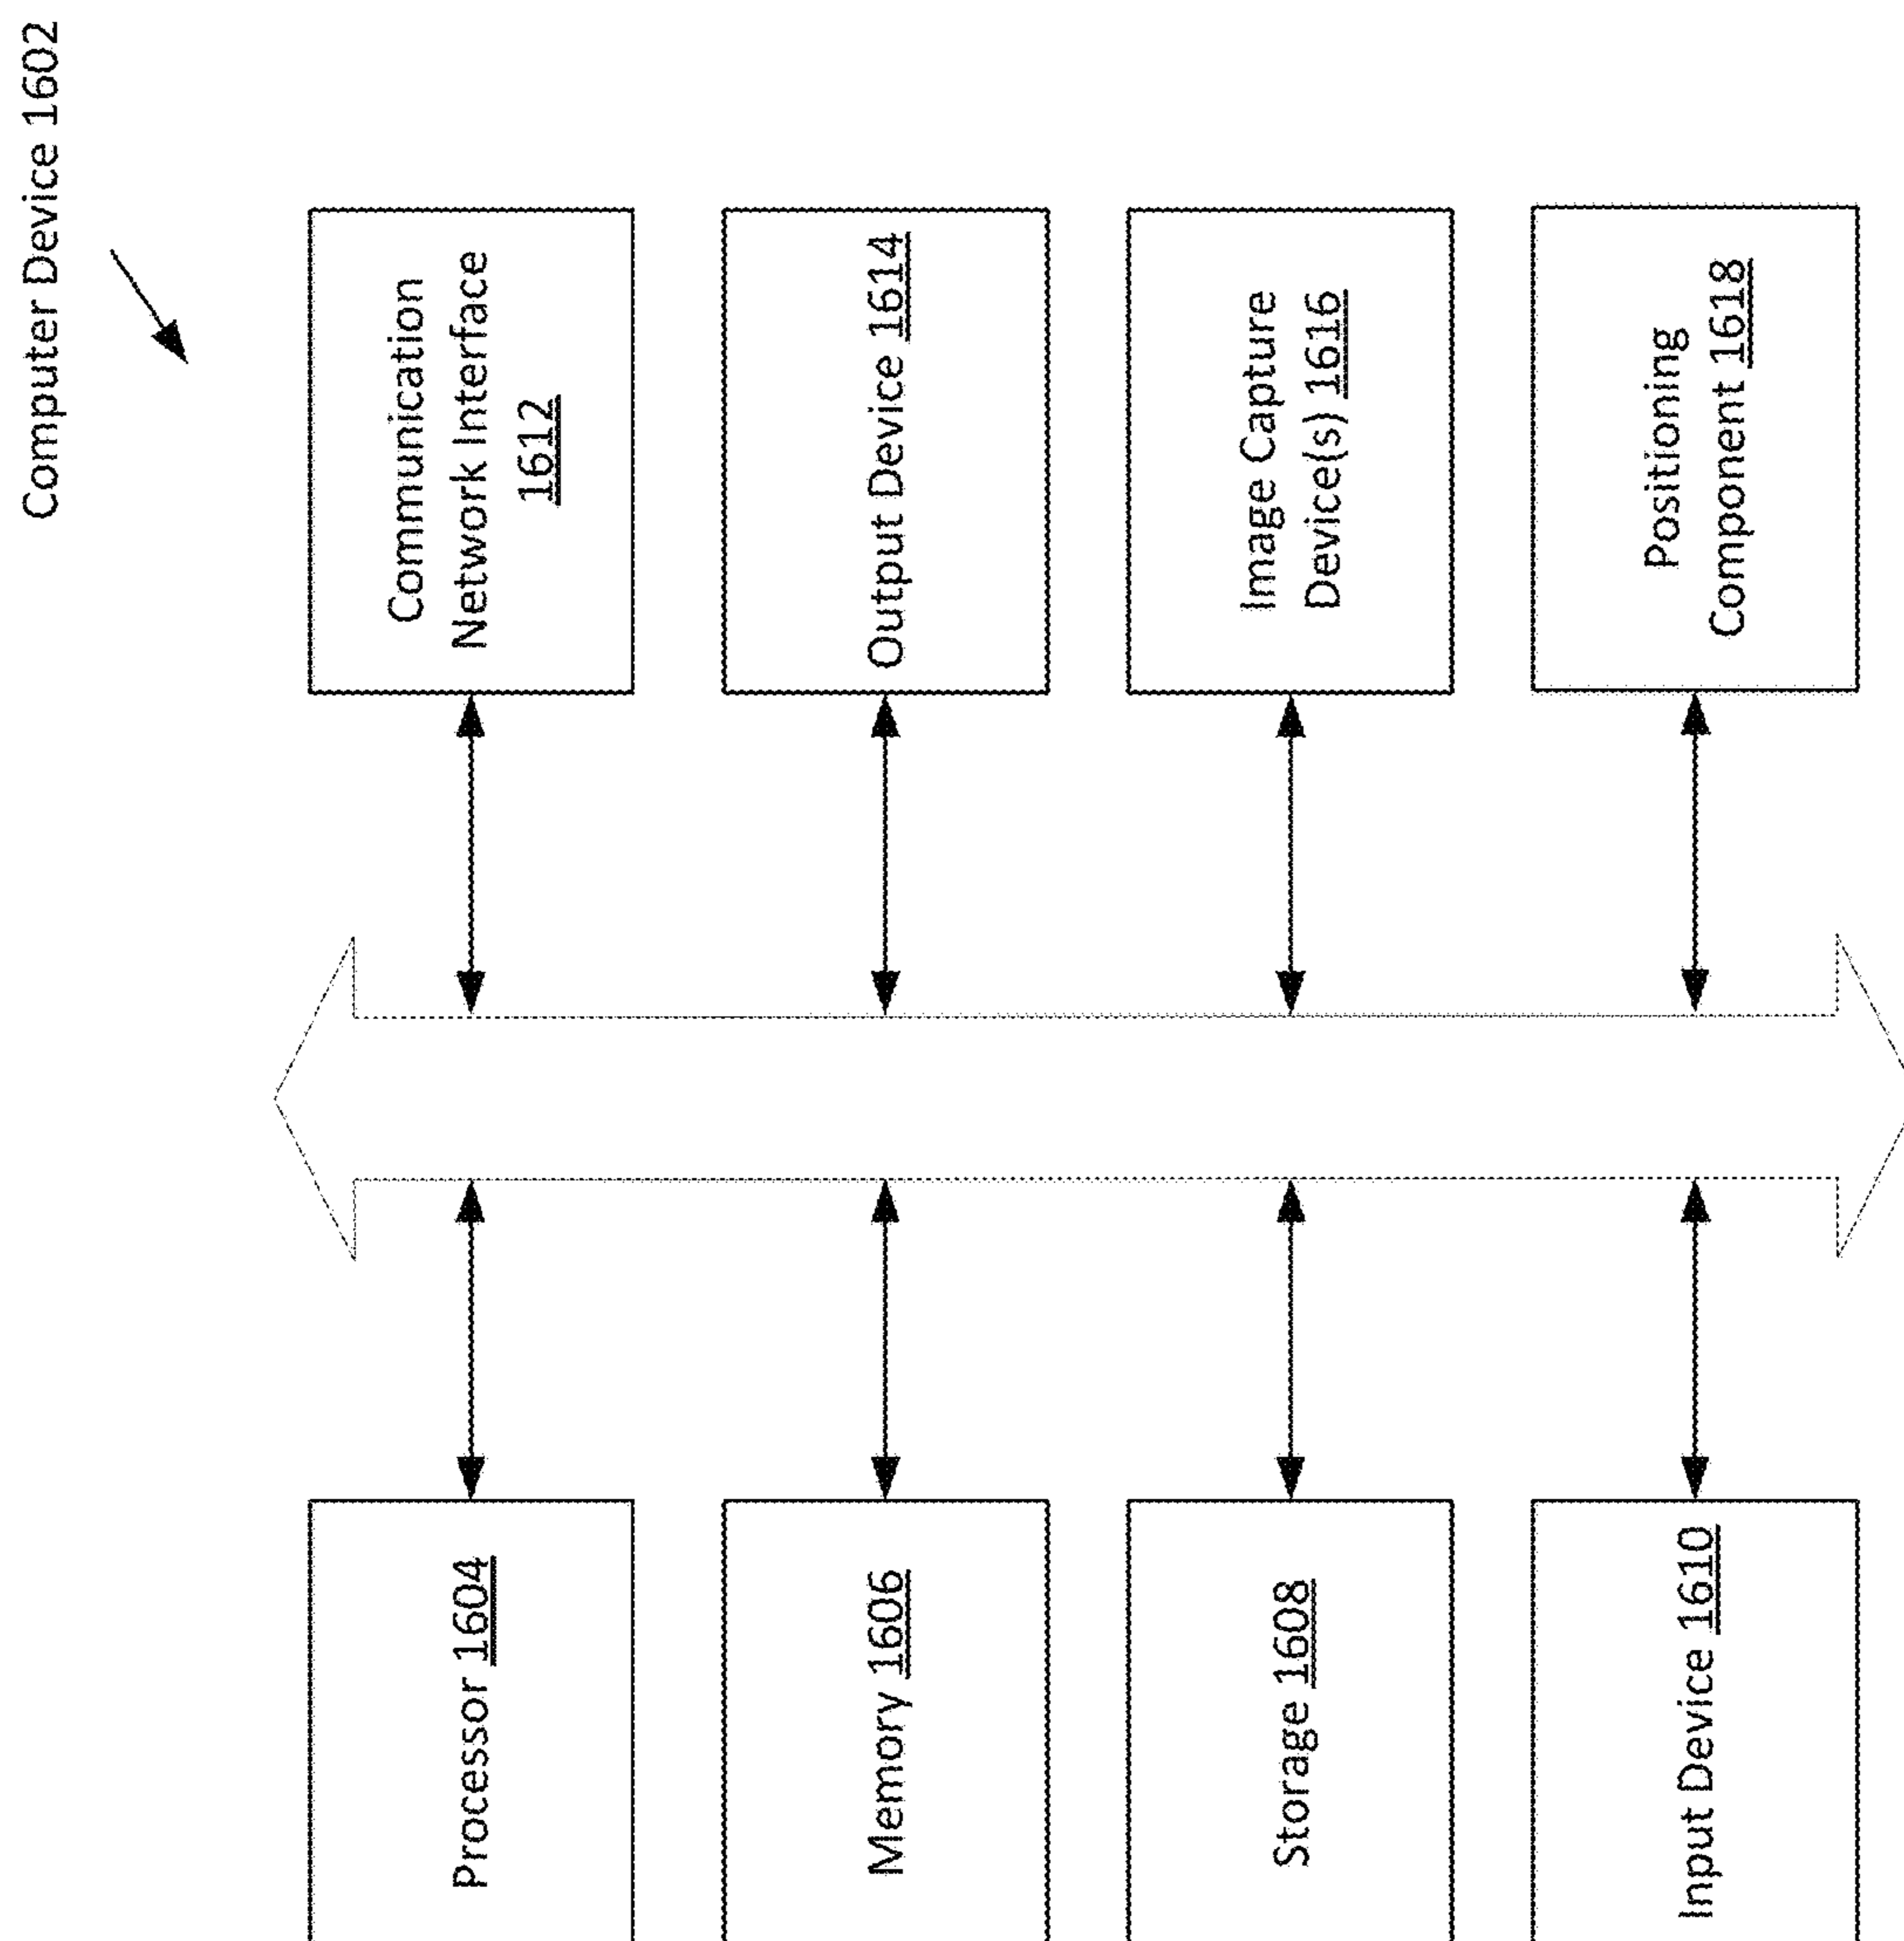 Computer Device 1602
Processor 1604
Communication
Network Interface
1612
Memory 1606
Output Device 1614
Storage 1608
Image Capture
Device(s) 1616
Input Device 1610
Positioning
Component 1618